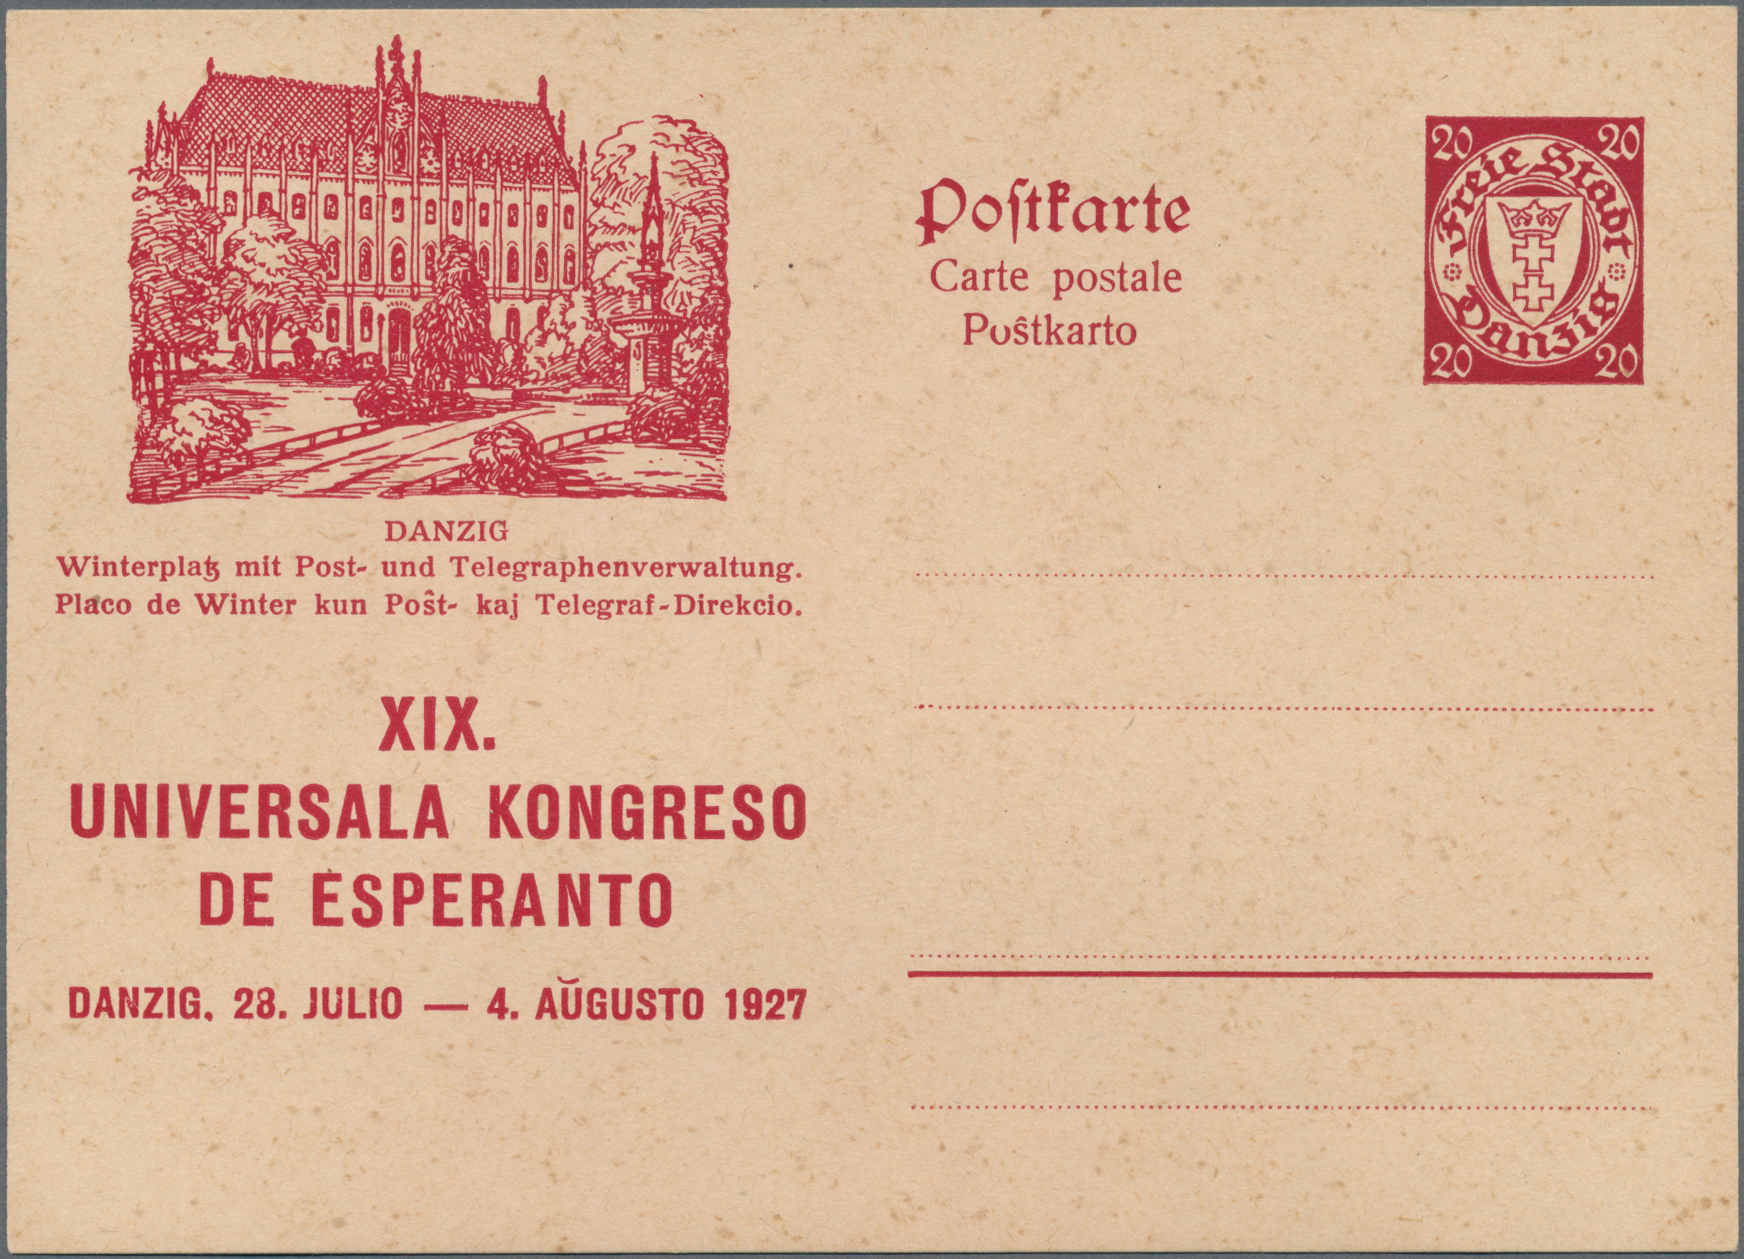 DANZIG
Winterplatz mit Post- und Telegraphenverwaltung.
Placo de Winter kun Poŝt- kaj Telegraf-Direkcio.
XIX.
UNIVERSALA KONGRESO
DE ESPERANTO
DANZIG, 28. JULIO — 4. AŬGUSTO 1927
Poſtkarte
Carte postale
Poŝtkarto
20 20
Freie Stadt
Danzig
20 20